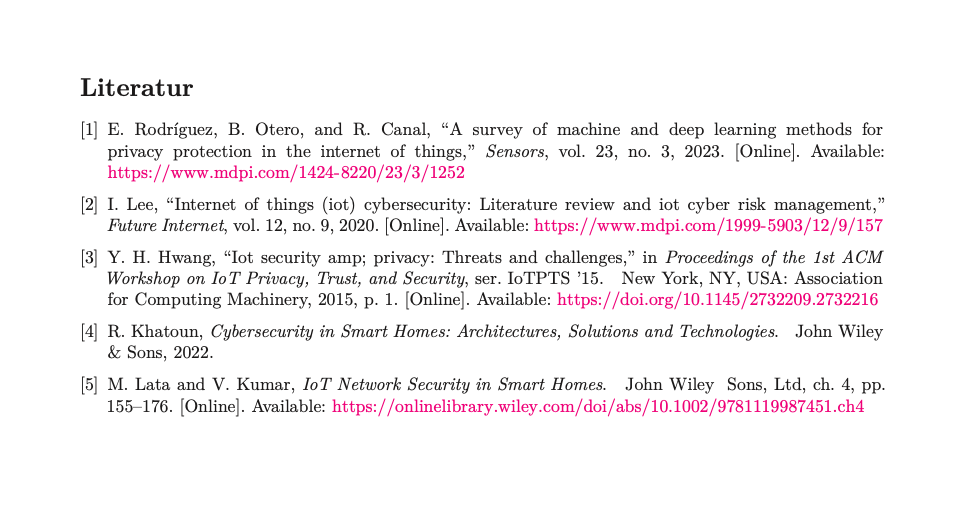 Literatur
[1] E. Rodríguez, B. Otero, and R. Canal, “A survey of machine and deep learning methods for
privacy protection in the internet of things,” Sensors, vol. 23, no. 3, 2023. [Online]. Available:
https://www.mdpi.com/1424-8220/23/3/1252
[2] I. Lee, “Internet of things (iot) cybersecurity: Literature review and iot cyber risk management,”
Future Internet, vol. 12, no. 9, 2020. [Online]. Available: https://www.mdpi.com/1999-5903/12/9/157
[3] Y. H. Hwang, “Iot security amp; privacy: Threats and challenges,” in Proceedings of the 1st ACM
Workshop on IoT Privacy, Trust, and Security, ser. IoTPTS ’15. New York, NY, USA: Association
for Computing Machinery, 2015, p. 1. [Online]. Available: https://doi.org/10.1145/2732209.2732216
[4] R. Khatoun, Cybersecurity in Smart Homes: Architectures, Solutions and Technologies. John Wiley
& Sons, 2022.
[5] M. Lata and V. Kumar, IoT Network Security in Smart Homes. John Wiley Sons, Ltd, ch. 4, pp.
155–176. [Online]. Available: https://onlinelibrary.wiley.com/doi/abs/10.1002/9781119987451.ch4